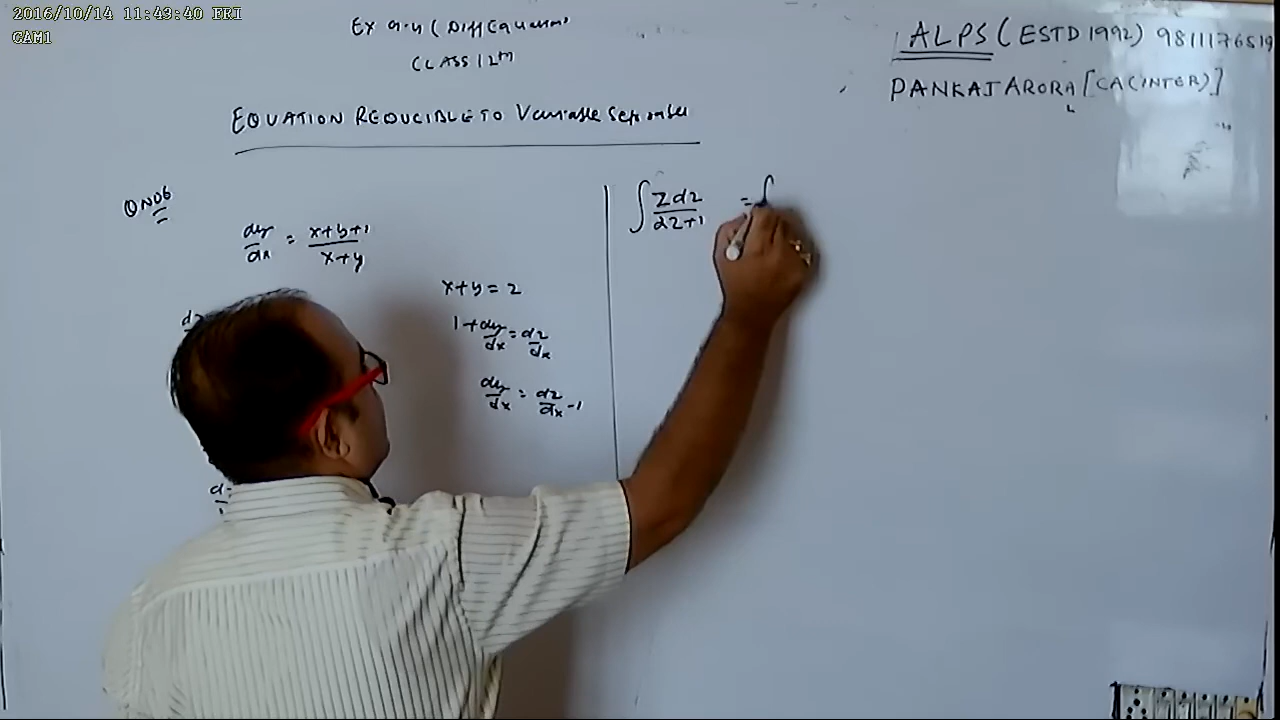 2016/10/14 11:43:40 FRI
CAM1
Ex 9.4 (Diff Equation)
CLASS 12th
ALPS (ESTD 1992) 9811176519
PANKAJ ARORA [CA (INTER)]
EQUATION REDUCIBLE TO Variable Separable
QNO6
dy/dx = x+y+1/x+y
x+y = z
1+dy/dx = dz/dx
dy/dx = dz/dx -1
∫ z dz/2z+1 = ∫